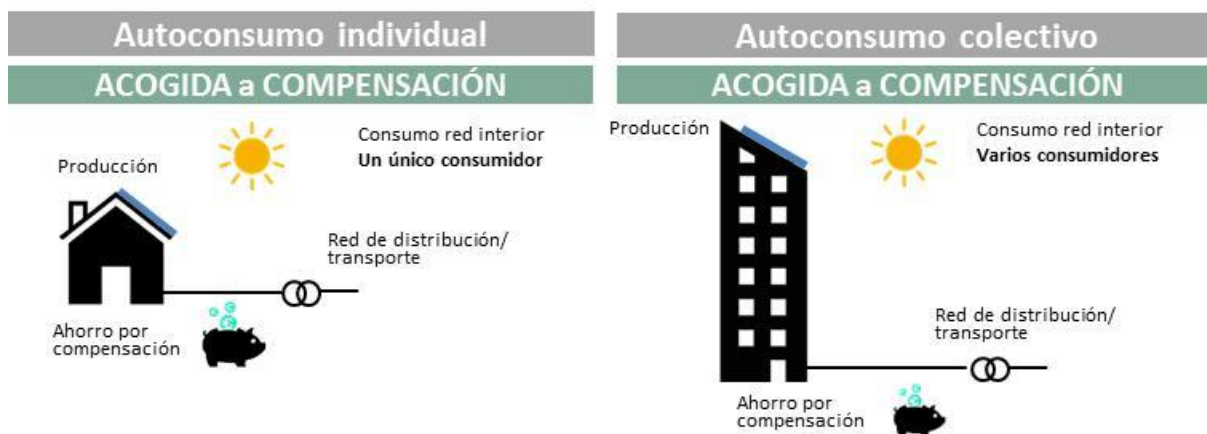 Autoconsumo individual
ACOGIDA a COMPENSACIÓN
Consumo red interior
Un único consumidor
Producción
Red de distribución/
transporte
Ahorro por
compensación
Autoconsumo colectivo
ACOGIDA a COMPENSACIÓN
Producción
Consumo red interior
Varios consumidores
Red de distribución/
transporte
Ahorro por
compensación